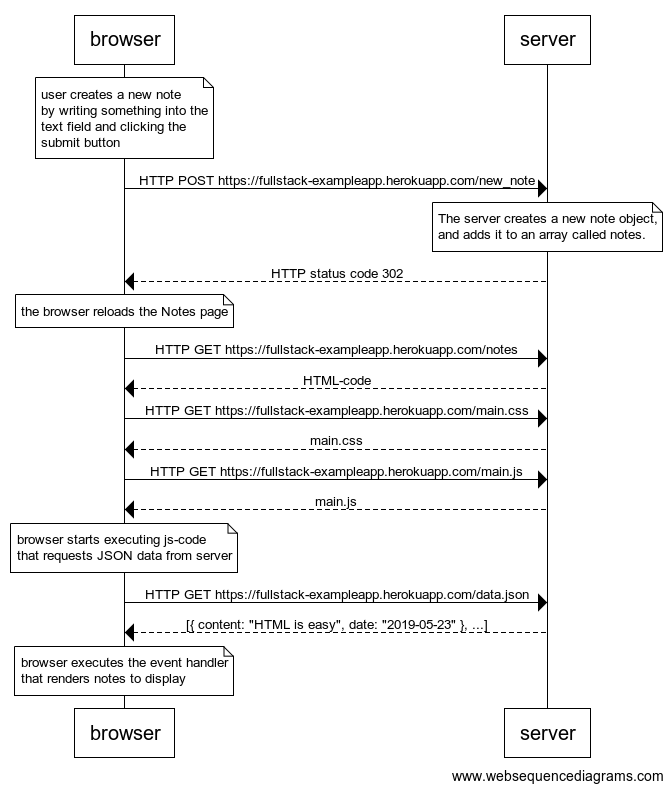 browser
server
user creates a new note
by writing something into the
text field and clicking the
submit button
HTTP POST https://fullstack-exampleapp.herokuapp.com/new_note
The server creates a new note object,
and adds it to an array called notes.
HTTP status code 302
the browser reloads the Notes page
HTTP GET https://fullstack-exampleapp.herokuapp.com/notes
HTML-code
HTTP GET https://fullstack-exampleapp.herokuapp.com/main.css
main.css
HTTP GET https://fullstack-exampleapp.herokuapp.com/main.js
main.js
browser starts executing js-code
that requests JSON data from server
HTTP GET https://fullstack-exampleapp.herokuapp.com/data.json
[{ content: "HTML is easy", date: "2019-05-23" }, ...]
browser executes the event handler
that renders notes to display
browser
server
www.websequencediagrams.com